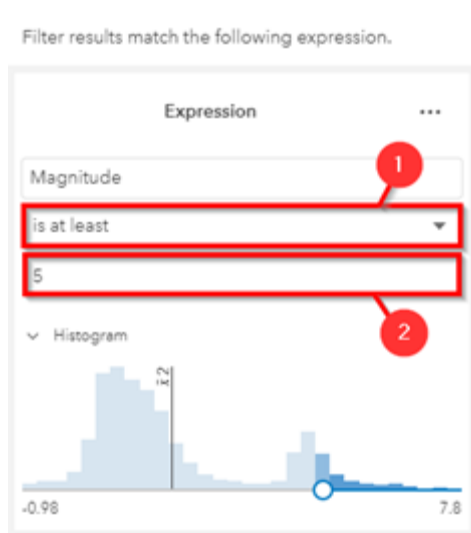 Filter results match the following expression.
Expression
...
Magnitude
1
is at least
5
2
Histogram
x̄ 2
-0.98
7.8